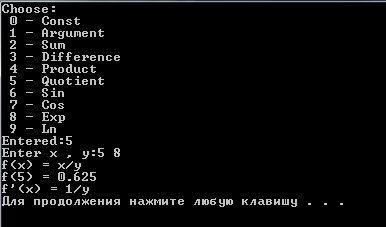 Choose:
0 - Const
1 - Argument
2 - Sum
3 - Difference
4 - Product
5 - Quotient
6 - Sin
7 - Cos
8 - Exp
9 - Ln
Entered:5
Enter x , y:5 8
f(x) = x/y
f(5) = 0.625
f'(x) = 1/y
Для продолжения нажмите любую клавишу . . .